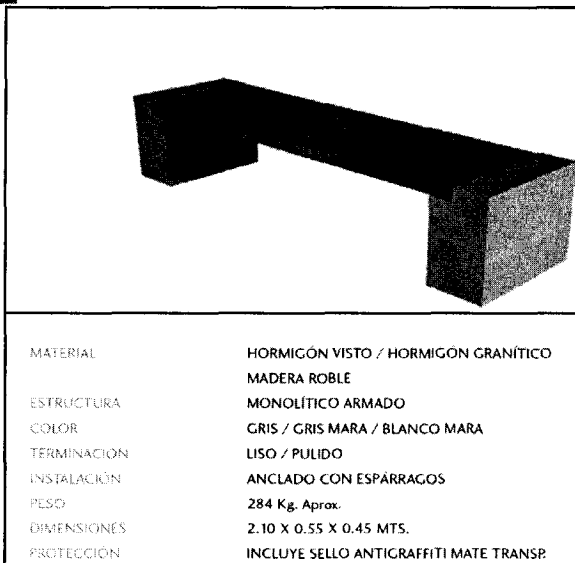 MATERIAL HORMIGÓN VISTO / HORMIGÓN GRANÍTICO
MADERA ROBLE
ESTRUCTURA MONOLÍTICO ARMADO
COLOR GRIS / GRIS MARA / BLANCO MARA
TERMINACIÓN LISO / PULIDO
INSTALACIÓN ANCLADO CON ESPÁRRAGOS
PESO 284 Kg. Aprox.
DIMENSIONES 2.10 X 0.55 X 0.45 MTS.
PROTECCIÓN INCLUYE SELLO ANTIGRAFFITI MATE TRANSP.